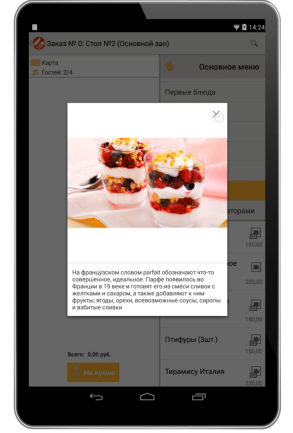 14:24
Заказ № 0: Стол №2 (Основной зал)
Карта
Гостей: 2/4
Основное меню
Первые блюда
На французском словом parfait обозначают что-то
совершенное, идеальное. Парфе появилось во
Франции в 19 веке и готовят его из смеси сливок с
желтками и сахаром, а также добавляют к ним
фрукты, ягоды, орехи, всевозможные соусы, сиропы
и взбитые сливки
Птифуры (3шт.)
150,00
Всего: 0,00 руб.
На кухню
Тирамису Италия